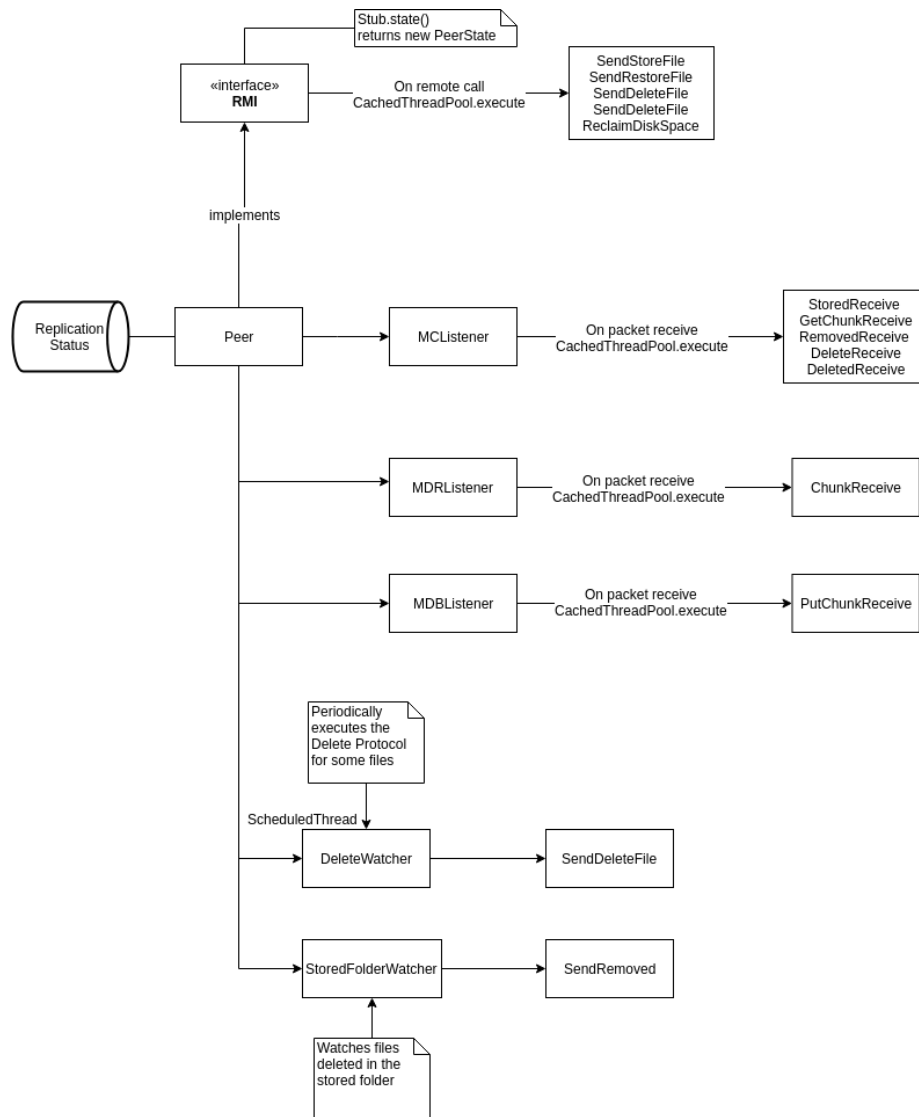 Stub.state()
returns new PeerState
«interface»
RMI
On remote call
CachedThreadPool.execute
SendStoreFile
SendRestoreFile
SendDeleteFile
SendDeleteFile
ReclaimDiskSpace
implements
Replication
Status
Peer
MCListener
On packet receive
CachedThreadPool.execute
StoredReceive
GetChunkReceive
RemovedReceive
DeleteReceive
DeletedReceive
MDRListener
On packet receive
CachedThreadPool.execute
ChunkReceive
MDBListener
On packet receive
CachedThreadPool.execute
PutChunkReceive
Periodically
executes the
Delete Protocol
for some files
ScheduledThread
DeleteWatcher
SendDeleteFile
StoredFolderWatcher
SendRemoved
Watches files
deleted in the
stored folder